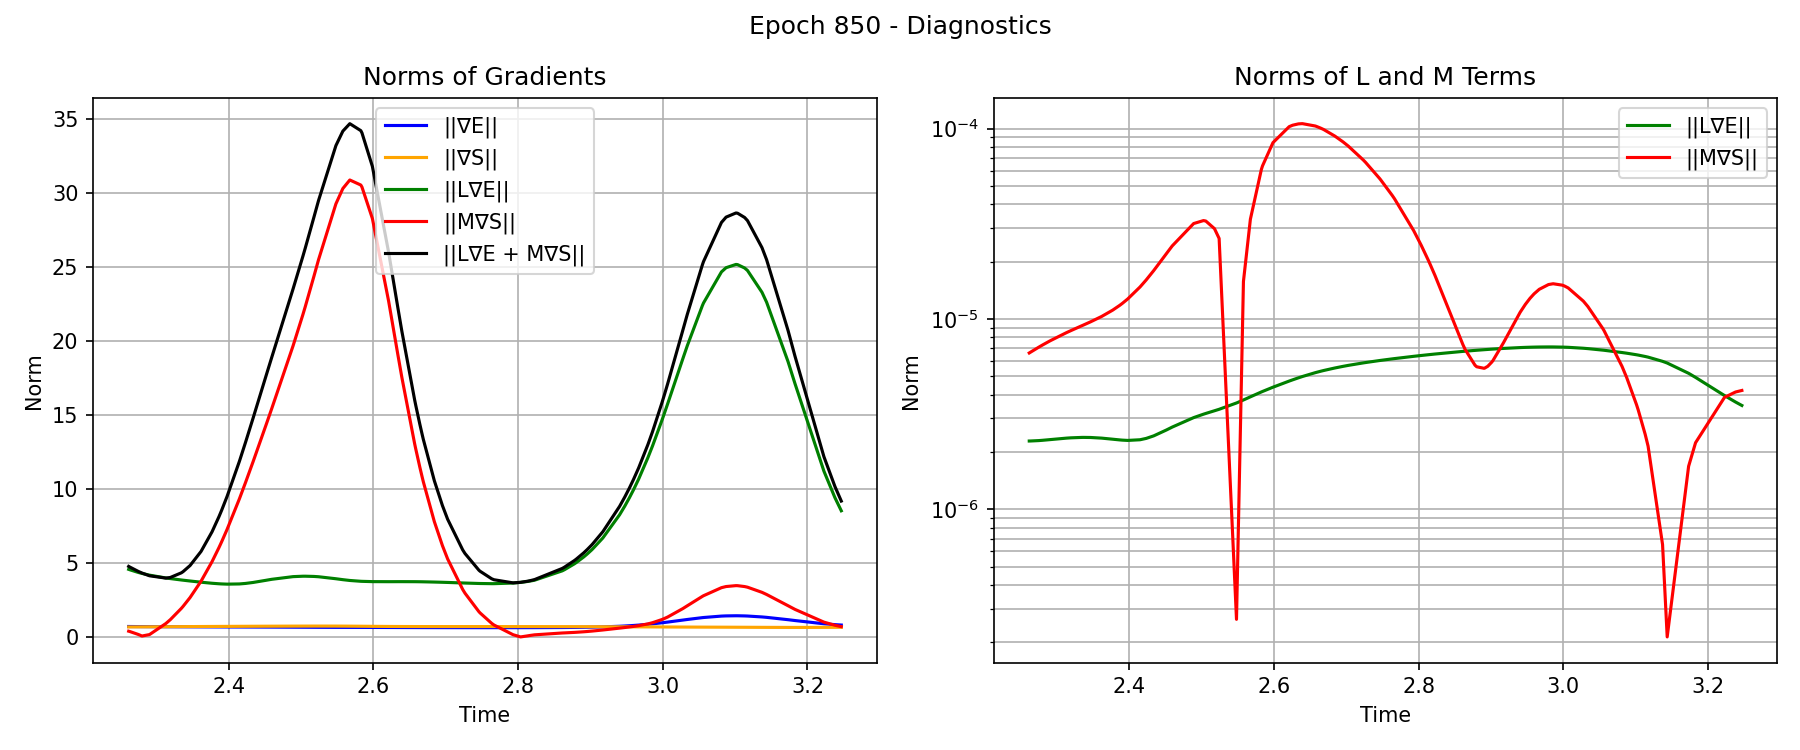 Epoch 850 - Diagnostics
Norms of Gradients
35
30
25
20
15
10
5
0
Norm
||∇E||
||∇S||
||L∇E||
||M∇S||
||L∇E + M∇S||
2.4
2.6
2.8
3.0
3.2
Time
Norms of L and M Terms
10⁻⁴
10⁻⁵
10⁻⁶
Norm
||L∇E||
||M∇S||
2.4
2.6
2.8
3.0
3.2
Time